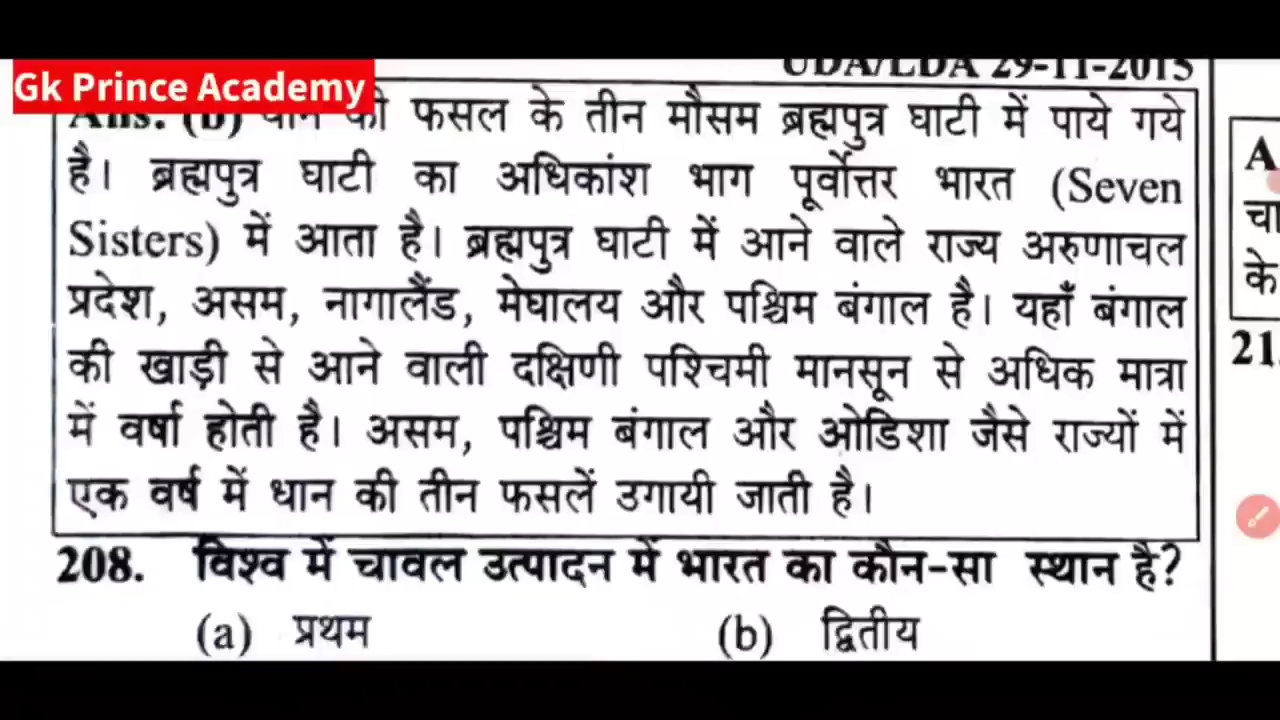 UDA/LDA 29-11-2015
Gk Prince Academy
Ans. (b) धान की फसल के तीन मौसम ब्रह्मपुत्र घाटी में पाये गये
है। ब्रह्मपुत्र घाटी का अधिकांश भाग पूर्वोत्तर भारत (Seven
Sisters) में आता है। ब्रह्मपुत्र घाटी में आने वाले राज्य अरुणाचल
प्रदेश, असम, नागालैंड, मेघालय और पश्चिम बंगाल है। यहाँ बंगाल
की खाड़ी से आने वाली दक्षिणी पश्चिमी मानसून से अधिक मात्रा
में वर्षा होती है। असम, पश्चिम बंगाल और ओडिशा जैसे राज्यों में
एक वर्ष में धान की तीन फसलें उगायी जाती है।
208. विश्व में चावल उत्पादन में भारत का कौन-सा स्थान है?
(a) प्रथम (b) द्वितीय
A
चा
के
21